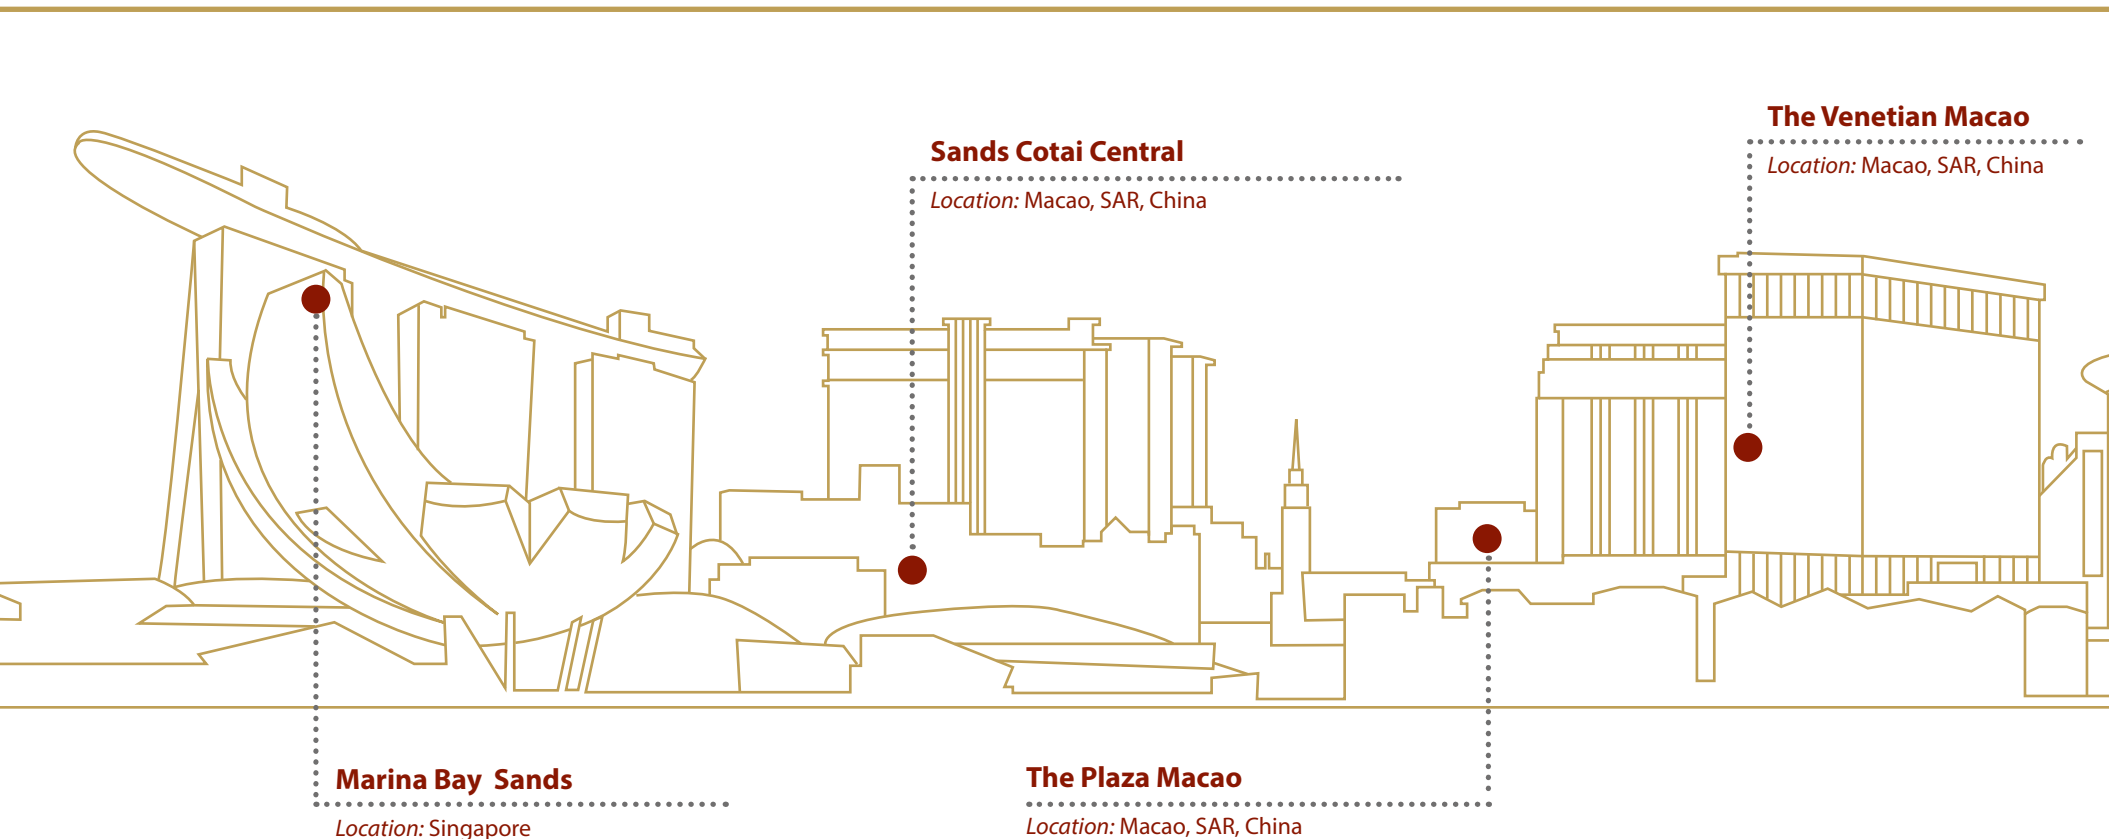 The Venetian Macao
Location: Macao, SAR, China
Sands Cotai Central
Location: Macao, SAR, China
Marina Bay Sands
Location: Singapore
The Plaza Macao
Location: Macao, SAR, China